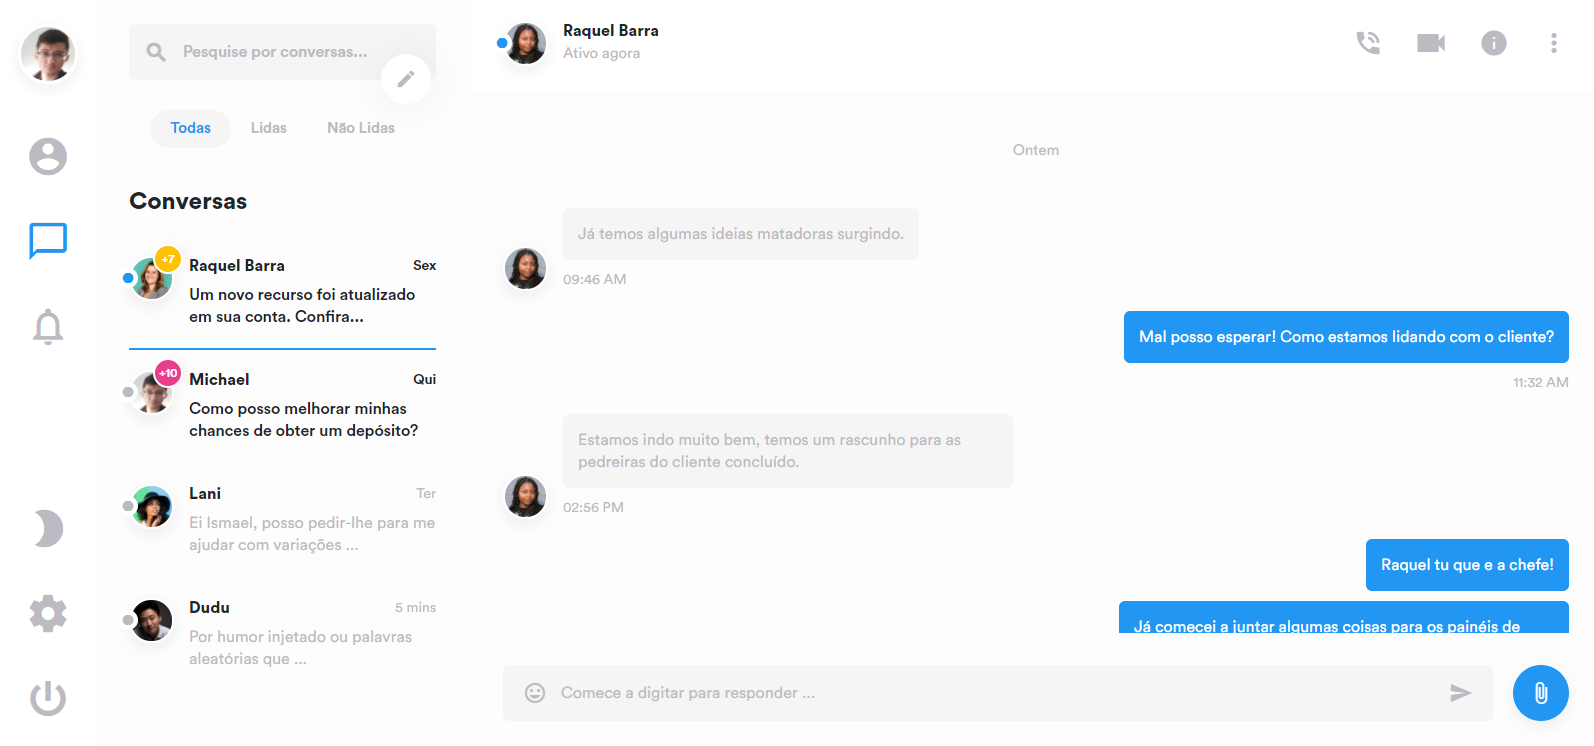 Pesquise por conversas...
Todas
Lidas
Não Lidas
Conversas
+7
Raquel Barra
Sex
Um novo recurso foi atualizado
em sua conta. Confira...
+10
Michael
Qui
Como posso melhorar minhas
chances de obter um depósito?
Lani
Ter
Ei Ismael, posso pedir-lhe para me
ajudar com variações ...
Dudu
5 mins
Por humor injetado ou palavras
aleatórias que ...
Raquel Barra
Ativo agora
Ontem
Já temos algumas ideias matadoras surgindo.
09:46 AM
Mal posso esperar! Como estamos lidando com o cliente?
11:32 AM
Estamos indo muito bem, temos um rascunho para as
pedreiras do cliente concluído.
02:56 PM
Raquel tu que e a chefe!
Já comecei a juntar algumas coisas para os painéis de
Comece a digitar para responder ...